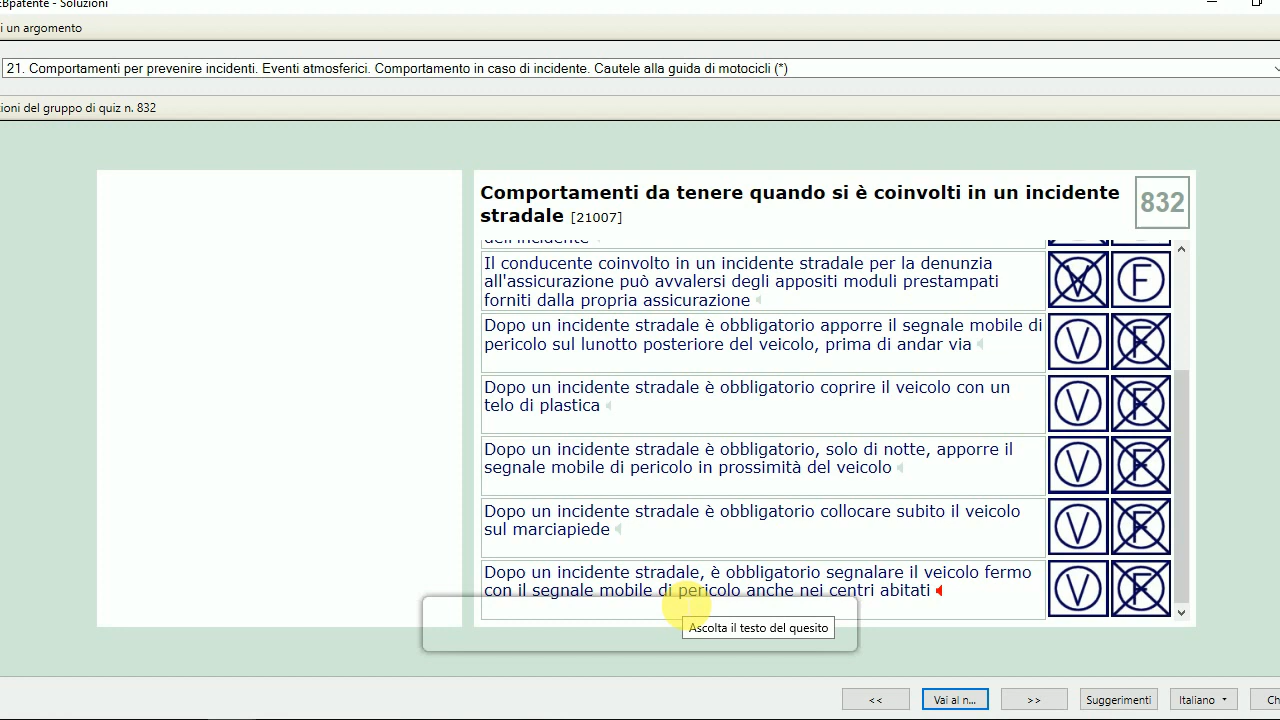 EBpatente - Soluzioni
i un argomento
21. Comportamenti per prevenire incidenti. Eventi atmosferici. Comportamento in caso di incidente. Cautele alla guida di motocicli (*)
ioni del gruppo di quiz n. 832
Comportamenti da tenere quando si è coinvolti in un incidente
stradale [21007]
832
dell'incidente
Il conducente coinvolto in un incidente stradale per la denunzia
all'assicurazione può avvalersi degli appositi moduli prestampati
forniti dalla propria assicurazione
V F
Dopo un incidente stradale è obbligatorio apporre il segnale mobile di
pericolo sul lunotto posteriore del veicolo, prima di andar via
V F
Dopo un incidente stradale è obbligatorio coprire il veicolo con un
telo di plastica
V F
Dopo un incidente stradale è obbligatorio, solo di notte, apporre il
segnale mobile di pericolo in prossimità del veicolo
V F
Dopo un incidente stradale è obbligatorio collocare subito il veicolo
sul marciapiede
V F
Dopo un incidente stradale, è obbligatorio segnalare il veicolo fermo
con il segnale mobile di pericolo anche nei centri abitati
V F
Ascolta il testo del quesito
<< Vai al n... >> Suggerimenti Italiano Ch